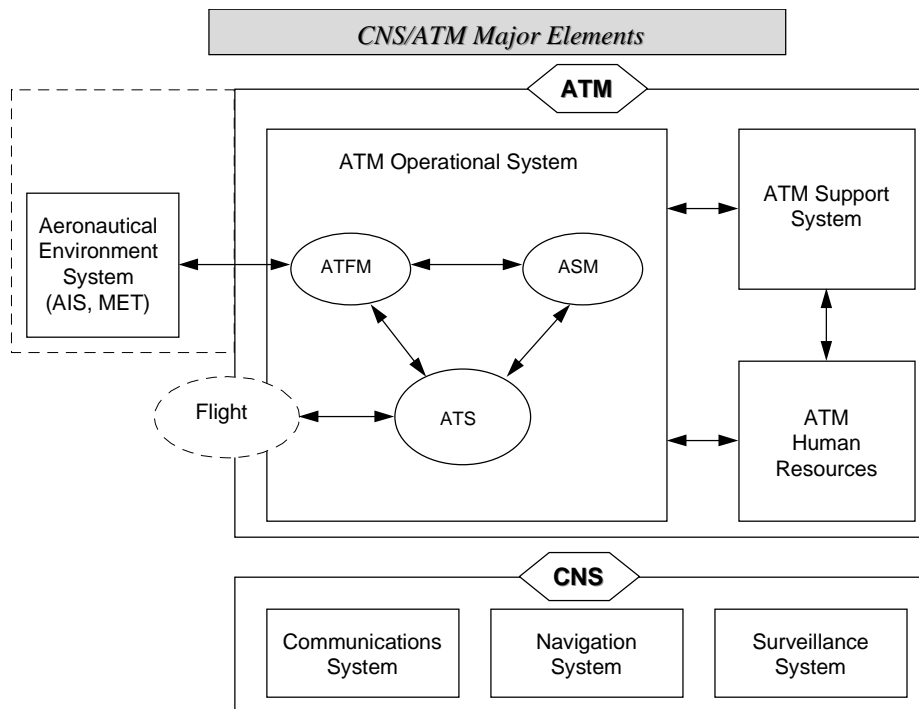 CNS/ATM Major Elements
ATM
ATM Operational System
ATM Support
System
Aeronautical
Environment
System
(AIS, MET)
ATFM
ASM
Flight
ATS
ATM
Human
Resources
CNS
Communications
System
Navigation
System
Surveillance
System